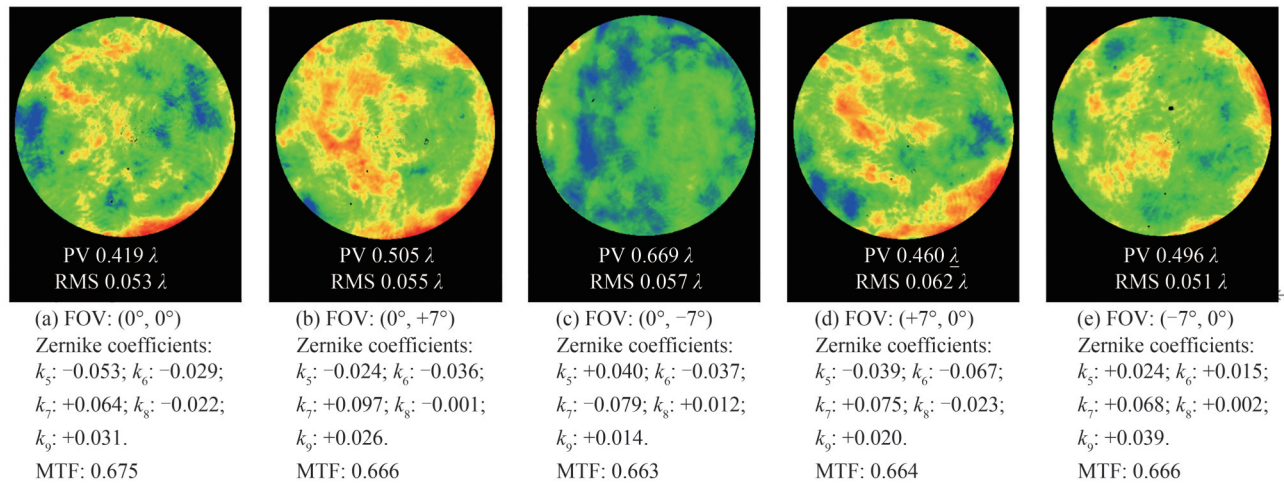 PV 0.419 λ
RMS 0.053 λ
(a) FOV: (0°, 0°)
Zernike coefficients:
k₅: −0.053; k₆: −0.029;
k₇: +0.064; k₈: −0.022;
k₉: +0.031.
MTF: 0.675
PV 0.505 λ
RMS 0.055 λ
(b) FOV: (0°, +7°)
Zernike coefficients:
k₅: −0.024; k₆: −0.036;
k₇: +0.097; k₈: −0.001;
k₉: +0.026.
MTF: 0.666
PV 0.669 λ
RMS 0.057 λ
(c) FOV: (0°, −7°)
Zernike coefficients:
k₅: +0.040; k₆: −0.037;
k₇: −0.079; k₈: +0.012;
k₉: +0.014.
MTF: 0.663
PV 0.460 λ
RMS 0.062 λ
(d) FOV: (+7°, 0°)
Zernike coefficients:
k₅: −0.039; k₆: −0.067;
k₇: +0.075; k₈: −0.023;
k₉: +0.020.
MTF: 0.664
PV 0.496 λ
RMS 0.051 λ
(e) FOV: (−7°, 0°)
Zernike coefficients:
k₅: +0.024; k₆: +0.015;
k₇: +0.068; k₈: +0.002;
k₉: +0.039.
MTF: 0.666